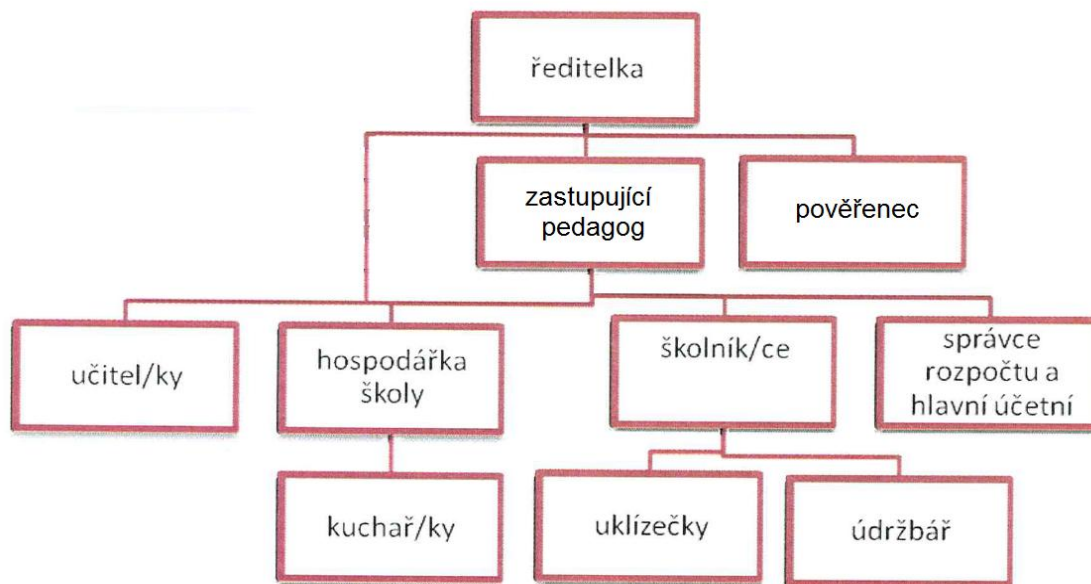 ředitelka
zastupující
pedagog
pověřenec
učitel/ky
hospodářka
školy
školník/ce
správce
rozpočtu a
hlavní účetní
kuchař/ky
uklízečky
údržbář